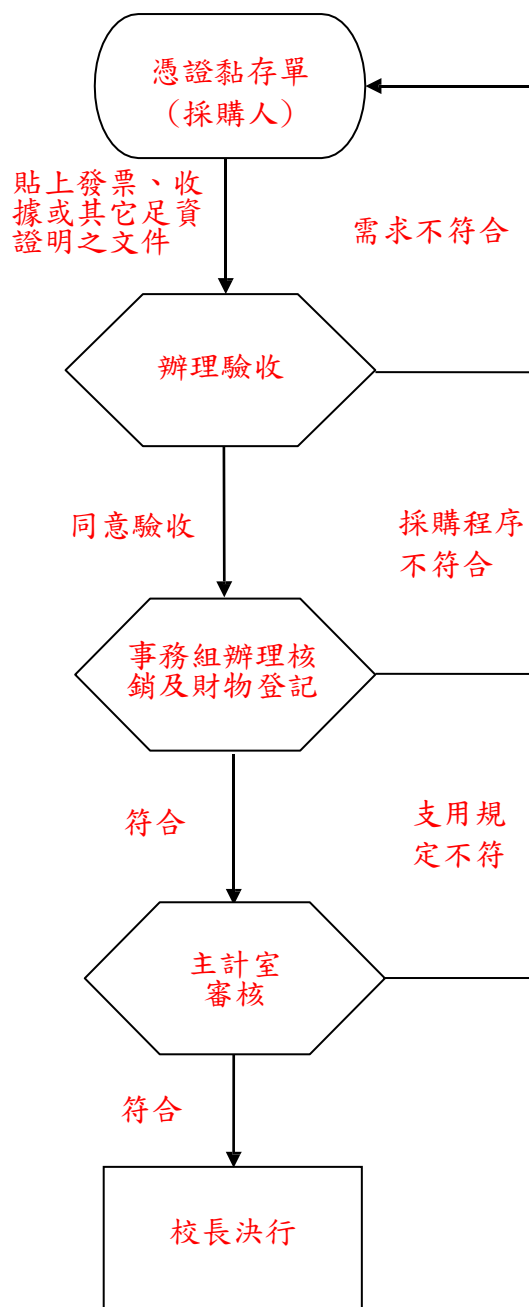 憑證黏存單
（採購人）
貼上發票、收
據或其它足資
證明之文件
需求不符合
辦理驗收
同意驗收
採購程序
不符合
事務組辦理核
銷及財物登記
符合
支用規
定不符
主計室
審核
符合
校長決行